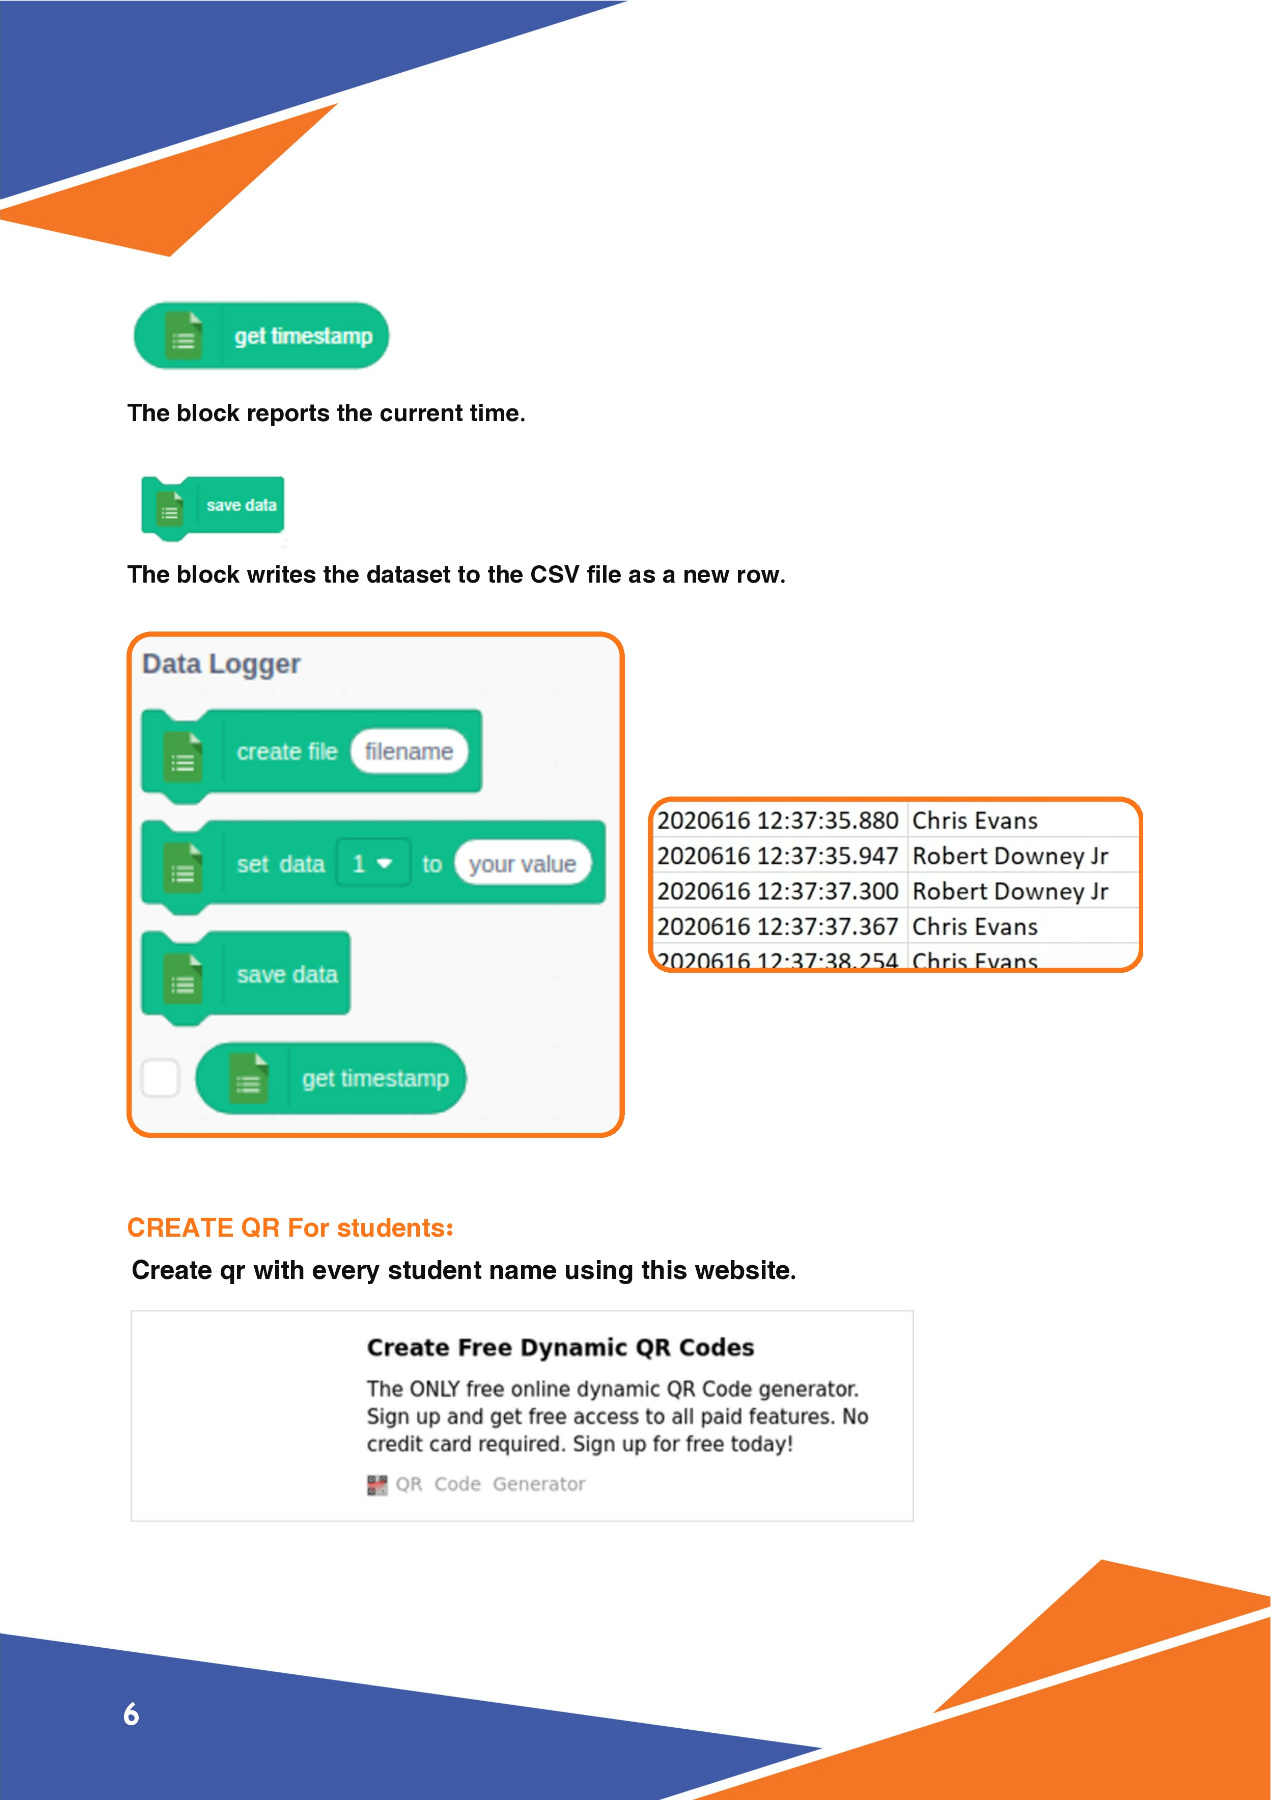 get timestamp
The block reports the current time.
save data
The block writes the dataset to the CSV file as a new row.
Data Logger
create file filename
set data 1 to your value
save data
get timestamp
2020616 12:37:35.880 Chris Evans
2020616 12:37:35.947 Robert Downey Jr
2020616 12:37:37.300 Robert Downey Jr
2020616 12:37:37.367 Chris Evans
2020616 12:37:38.254 Chris Evans
CREATE QR For students:
Create qr with every student name using this website.
Create Free Dynamic QR Codes
The ONLY free online dynamic QR Code generator.
Sign up and get free access to all paid features. No
credit card required. Sign up for free today!
QR Code Generator
6